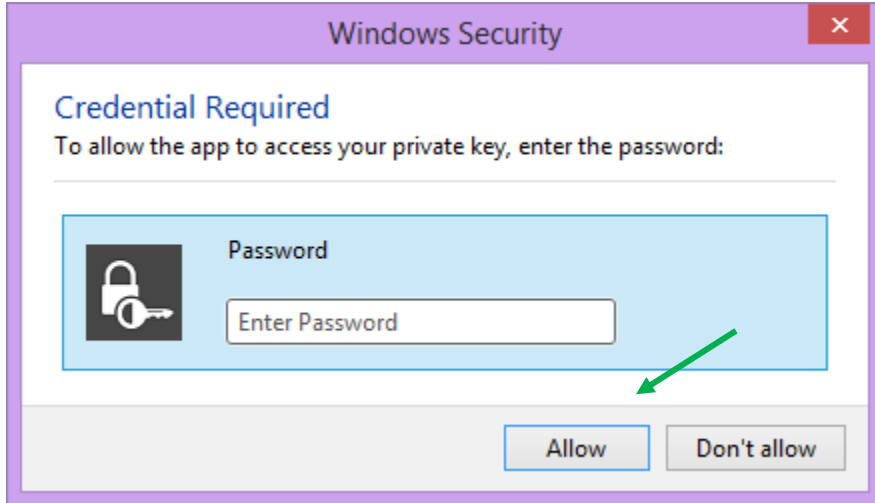 Windows Security
Credential Required
To allow the app to access your private key, enter the password:
Password
Enter Password
Allow
Don't allow